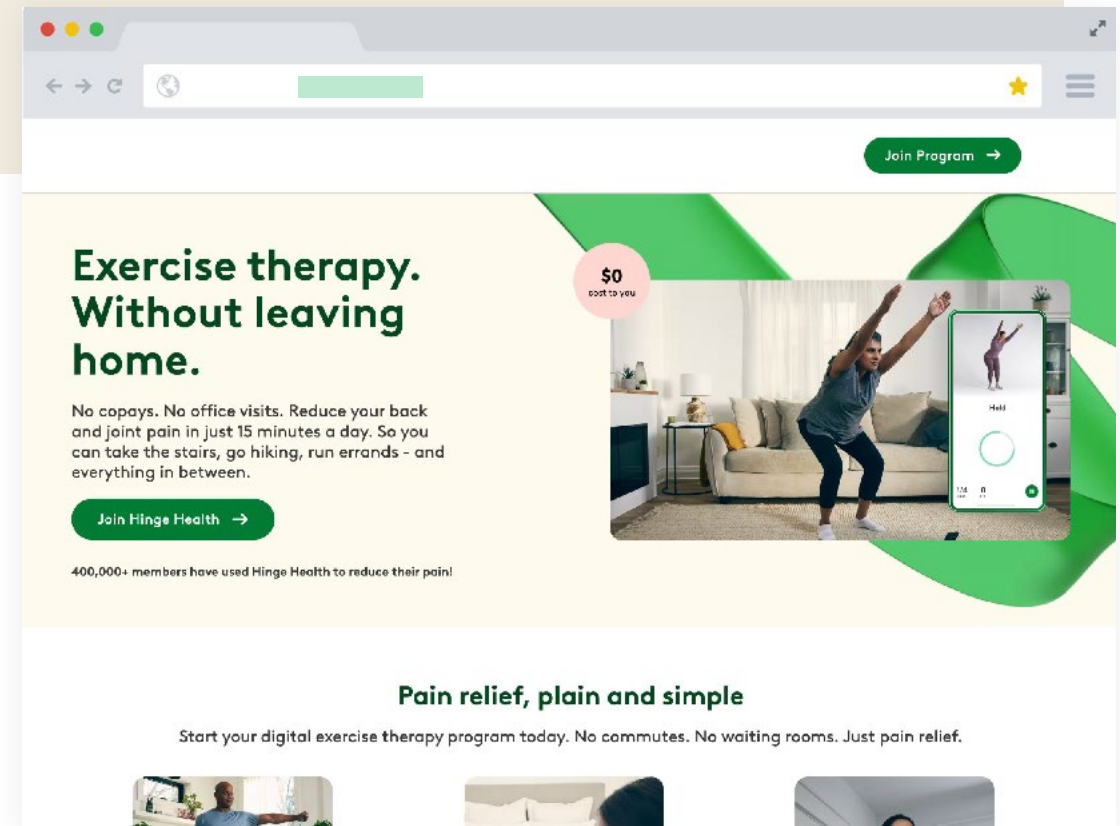 Join Program →
Exercise therapy.
Without leaving
home.
$0
cost to you
No copays. No office visits. Reduce your back
and joint pain in just 15 minutes a day. So you
can take the stairs, go hiking, run errands - and
everything in between.
Hold
Join Hinge Health →
400,000+ members have used Hinge Health to reduce their pain!
Pain relief, plain and simple
Start your digital exercise therapy program today. No commutes. No waiting rooms. Just pain relief.